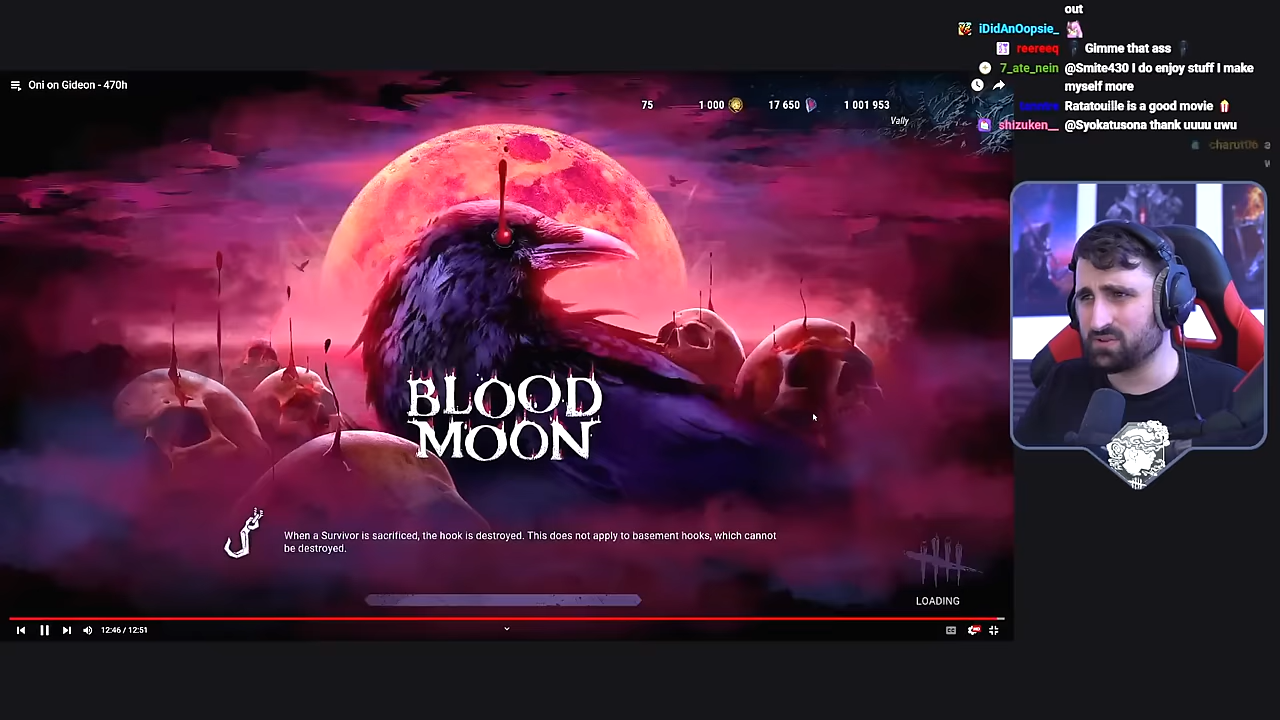 out
iDidAnOopsie_
reereeq Gimme that ass
7_ate_nein @Smite430 I do enjoy stuff I make
myself more
Ratatouille is a good movie
shizuken__ @Syokatusona thank uuuu uwu
charut06 a
w
Oni on Gideon - 470h
75 1 000 17 650 1 001 953
Vally
BLOOD
MOON
When a Survivor is sacrificed, the hook is destroyed. This does not apply to basement hooks, which cannot
be destroyed.
LOADING
12:46 / 12:51